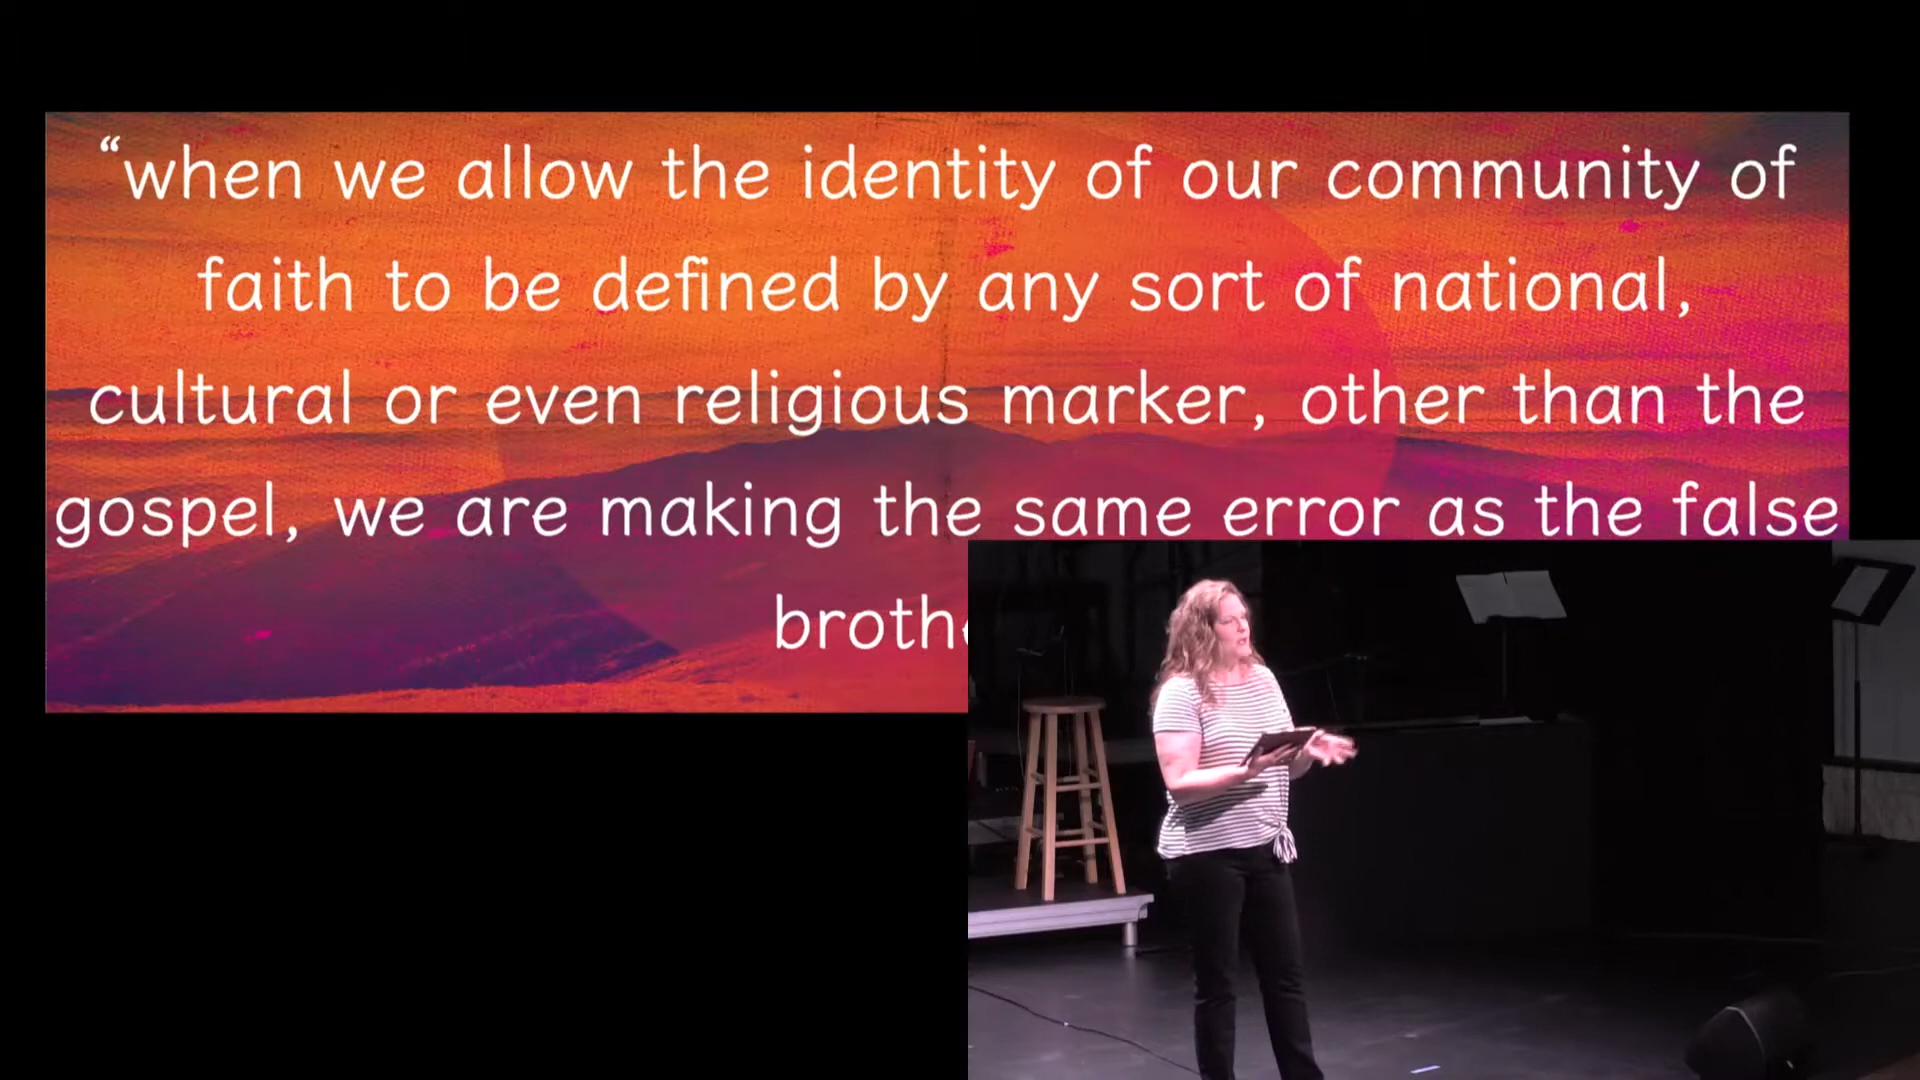 “when we allow the identity of our community of
faith to be defined by any sort of national,
cultural or even religious marker, other than the
gospel, we are making the same error as the false